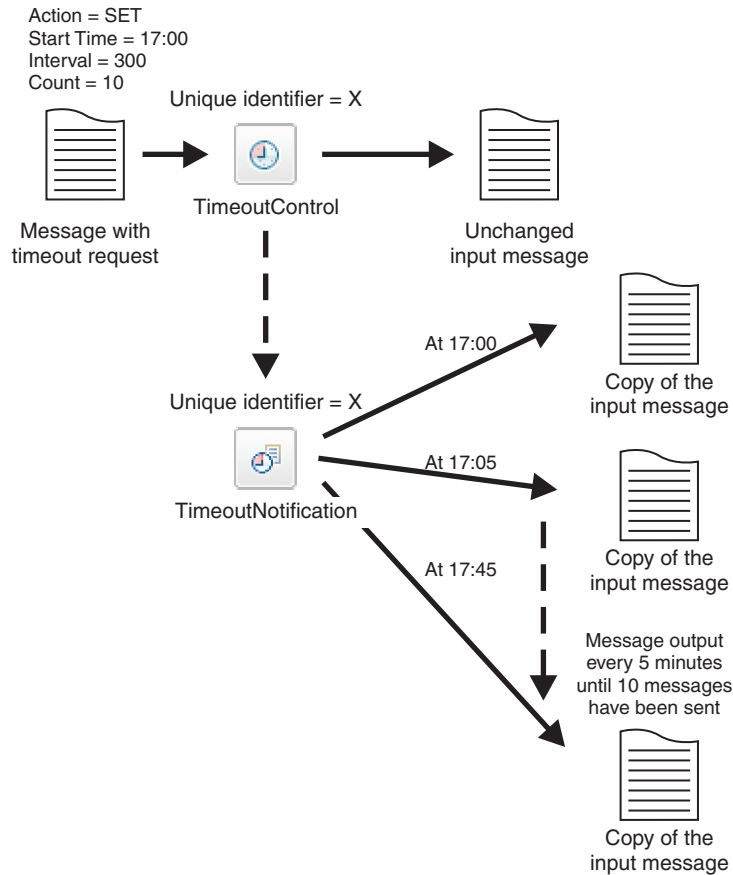 Action = SET
Start Time = 17:00
Interval = 300
Count = 10
Unique identifier = X
TimeoutControl
Message with
timeout request
Unchanged
input message
At 17:00
Copy of the
input message
Unique identifier = X
TimeoutNotification
At 17:05
Copy of the
input message
At 17:45
Message output
every 5 minutes
until 10 messages
have been sent
Copy of the
input message